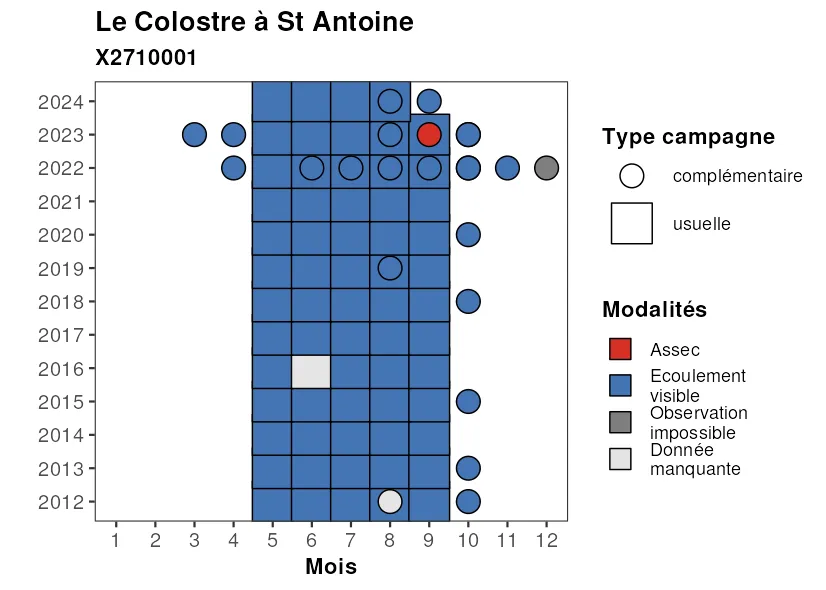 Le Colostre à St Antoine
X2710001
2024
2023
2022
2021
2020
2019
2018
2017
2016
2015
2014
2013
2012
1 2 3 4 5 6 7 8 9 10 11 12
Mois
Type campagne
complémentaire
usuelle
Modalités
Assec
Ecoulement
visible
Observation
impossible
Donnée
manquante